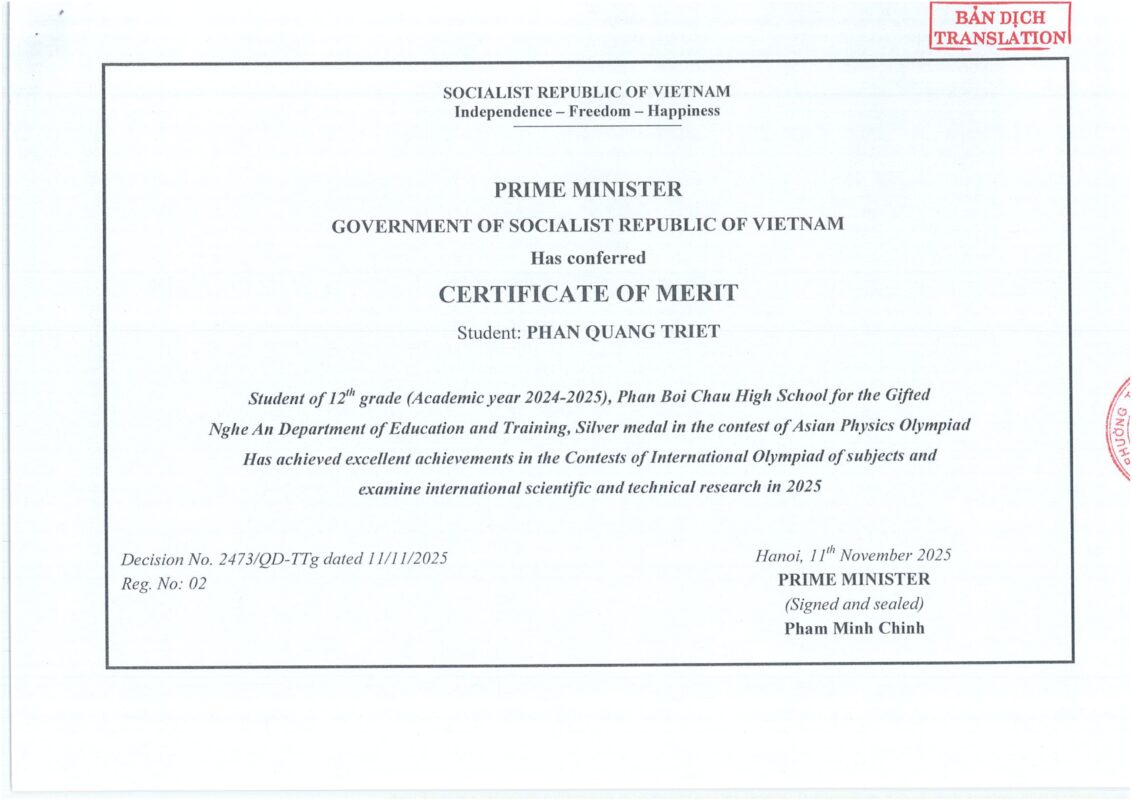 BẢN DỊCH
TRANSLATION
SOCIALIST REPUBLIC OF VIETNAM
Independence – Freedom – Happiness
PRIME MINISTER
GOVERNMENT OF SOCIALIST REPUBLIC OF VIETNAM
Has conferred
CERTIFICATE OF MERIT
Student: PHAN QUANG TRIET
Student of 12th grade (Academic year 2024-2025), Phan Boi Chau High School for the Gifted
Nghe An Department of Education and Training, Silver medal in the contest of Asian Physics Olympiad
Has achieved excellent achievements in the Contests of International Olympiad of subjects and
examine international scientific and technical research in 2025
Decision No. 2473/QD-TTg dated 11/11/2025
Reg. No: 02
Hanoi, 11th November 2025
PRIME MINISTER
(Signed and sealed)
Pham Minh Chinh